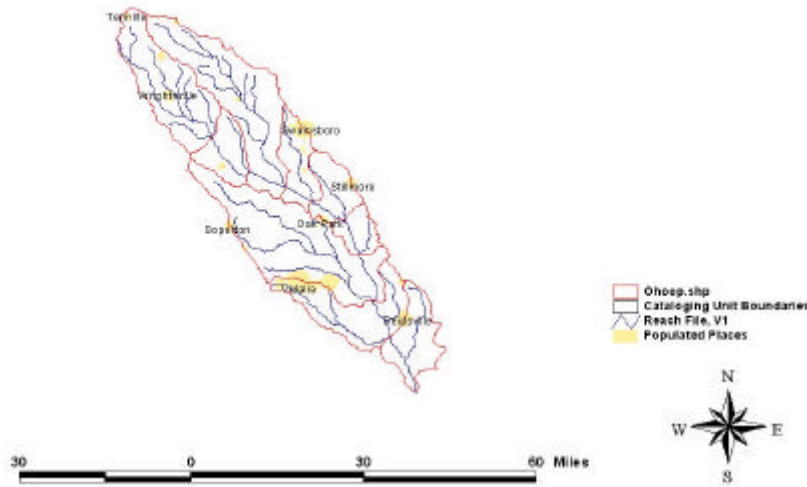 Tennille
Wrightsville
Swainsboro
Stillmore
Oak Park
Soperton
Vidalia
Reidsville
Ohoop.shp
Cataloging Unit Boundaries
Reach File, V1
Populated Places
N
W E
S
30 0 30 60 Miles